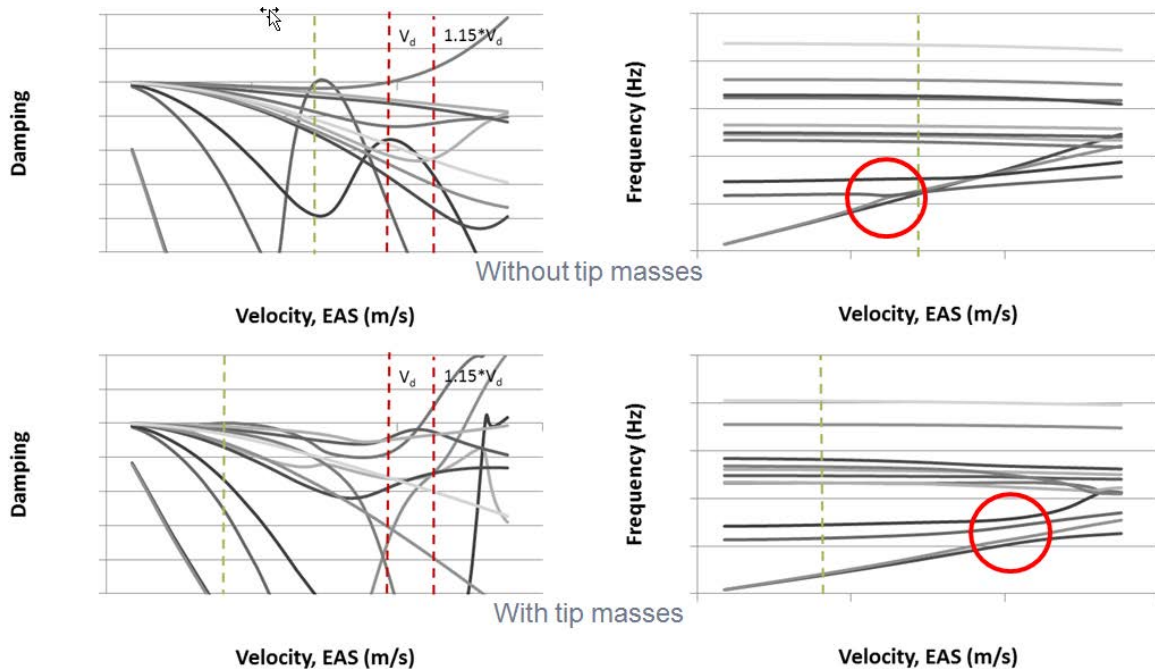 V_d 1.15*V_d
Damping
Frequency (Hz)
Without tip masses
Velocity, EAS (m/s)
Velocity, EAS (m/s)
V_d 1.15*V_d
Damping
Frequency (Hz)
With tip masses
Velocity, EAS (m/s)
Velocity, EAS (m/s)